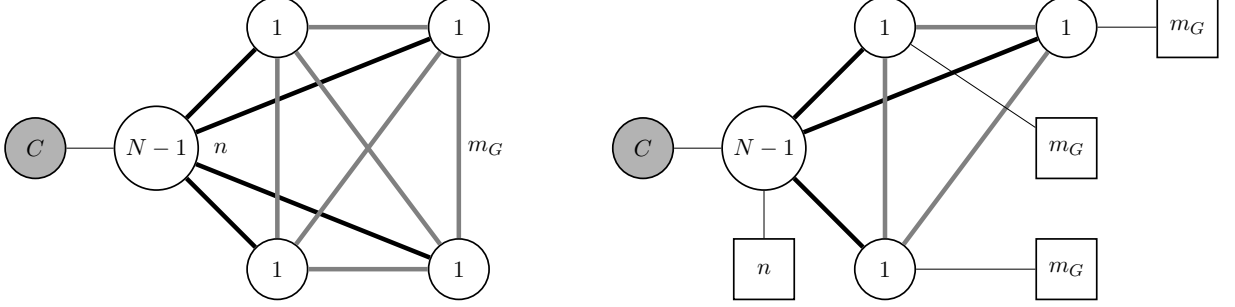 1 1
C N − 1 n m_G
1 1
1 1 m_G
C N − 1 m_G
n 1 m_G